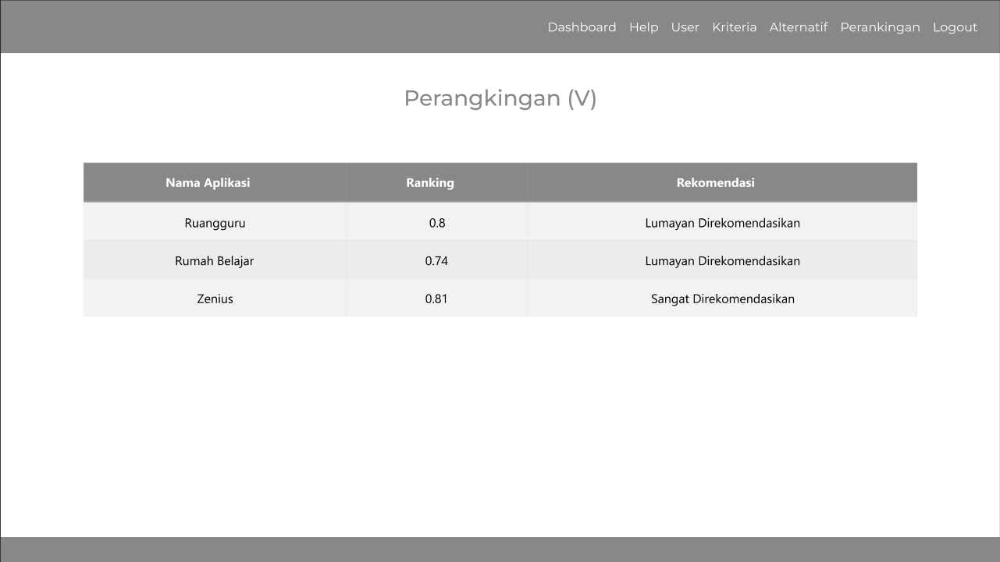 Dashboard Help User Kriteria Alternatif Perankingan Logout
Perangkingan (V)
Nama Aplikasi Ranking Rekomendasi
Ruangguru 0.8 Lumayan Direkomendasikan
Rumah Belajar 0.74 Lumayan Direkomendasikan
Zenius 0.81 Sangat Direkomendasikan